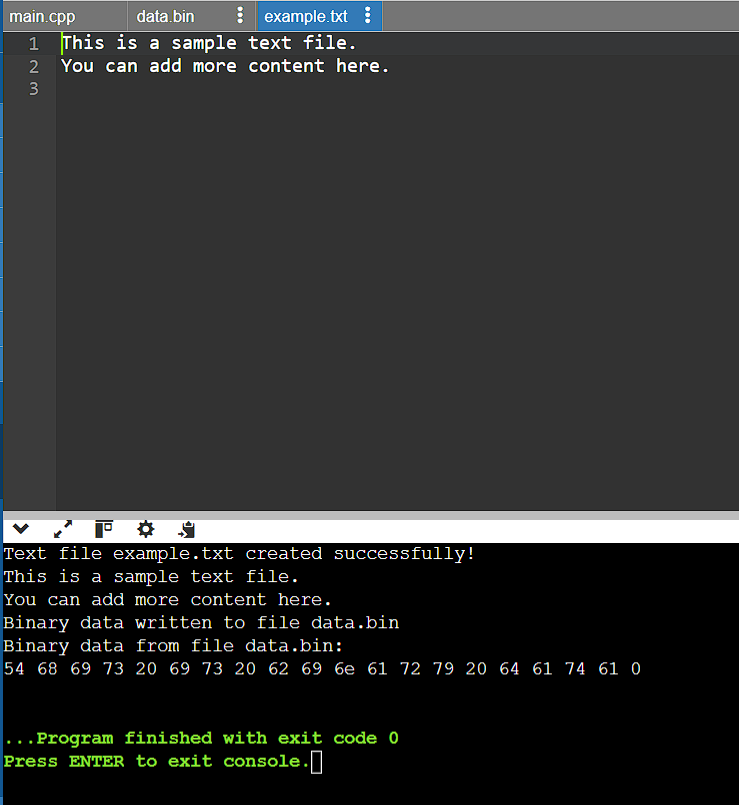 main.cpp data.bin example.txt
1 This is a sample text file.
2 You can add more content here.
3
Text file example.txt created successfully!
This is a sample text file.
You can add more content here.
Binary data written to file data.bin
Binary data from file data.bin:
54 68 69 73 20 69 73 20 62 69 6e 61 72 79 20 64 61 74 61 0
...Program finished with exit code 0
Press ENTER to exit console.